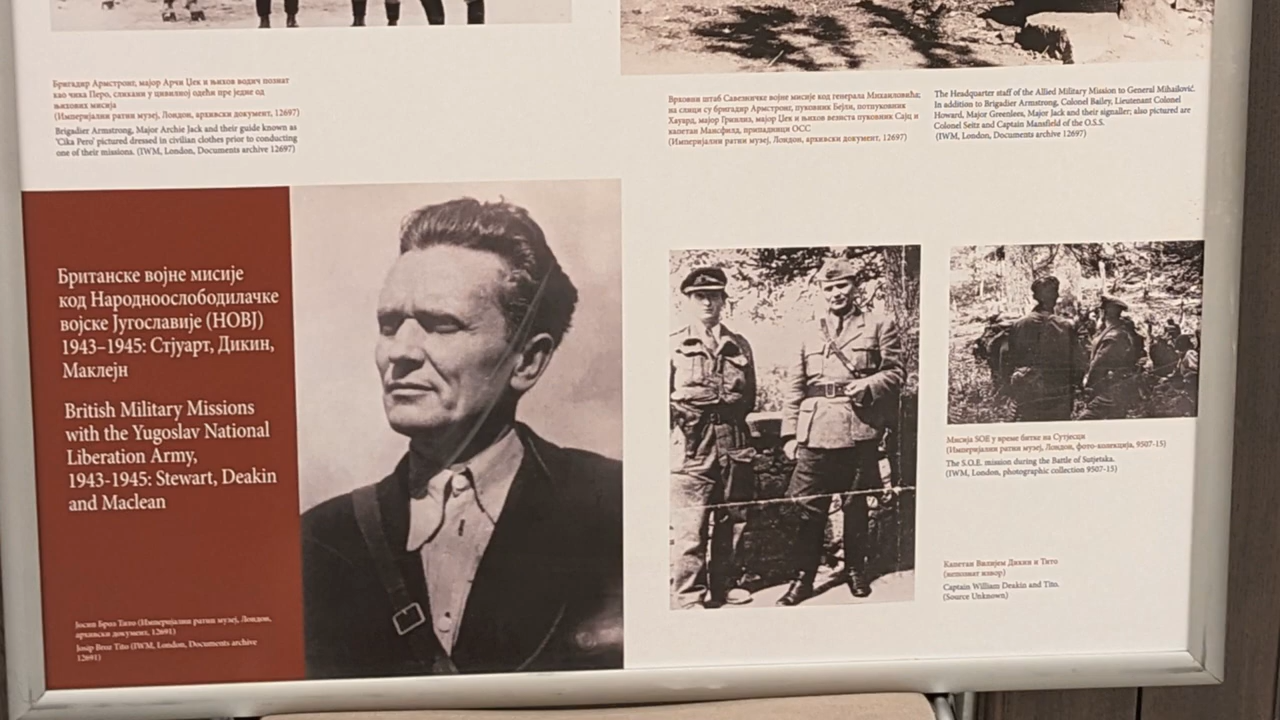 Бригадир Армстронг, мајор Арчи Џек и њихов водич познат
као чика Перо, сликани у цивилној одећи пре једне од
њихових мисија
(Империјални ратни музеј, Лондон, архивски документ, 12697)
Brigadier Armstrong, Major Archie Jack and their guide known as
'Cika Pero' pictured dressed in civilian clothes prior to conducting
one of their missions. (IWM, London, Documents archive 12697)
Врховни штаб Савезничке војне мисије код генерала Михаиловића;
на слици су бригадир Армстронг, пуковник Бејли, потпуковник
Хауард, мајор Гринлиз, мајор Џек и њихов везиста пуковник Сајц и
капетан Мансфилд, припадници ОСС
(Империјални ратни музеј, Лондон, архивски документ, 12697)
The Headquarter staff of the Allied Military Mission to General Mihailović.
In addition to Brigadier Armstrong, Colonel Bailey, Lieutenant Colonel
Howard, Major Greenlees, Major Jack and their signaller; also pictured are
Colonel Seitz and Captain Mansfield of the O.S.S.
(IWM, London, Documents archive 12697)
Британске војне мисије
код Народноослободилачке
војске Југославије (НОВЈ)
1943–1945: Стјуарт, Дикин,
Маклејн
British Military Missions
with the Yugoslav National
Liberation Army,
1943-1945: Stewart, Deakin
and Maclean
Јосип Броз Тито (Империјални ратни музеј, Лондон,
архивски документ, 12691)
Josip Broz Tito (IWM, London, Documents archive
12691)
Мисија SOE у време битке на Сутјесци
(Империјални ратни музеј, Лондон, фото-колекција, 9507-15)
The S.O.E. mission during the Battle of Sutjetska.
(IWM, London, photographic collection 9507-15)
Капетан Вилијем Дикин и Тито
(непознат извор)
Captain William Deakin and Tito.
(Source Unknown)